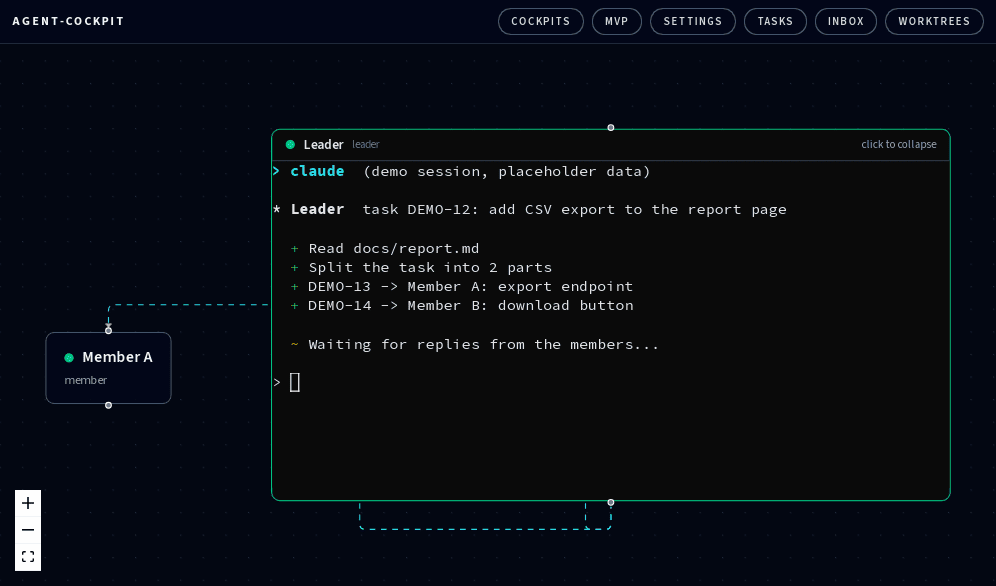 AGENT-COCKPIT
COCKPITS
MVP
SETTINGS
TASKS
INBOX
WORKTREES
Leader leader
click to collapse
> claude (demo session, placeholder data)
* Leader task DEMO-12: add CSV export to the report page
+ Read docs/report.md
+ Split the task into 2 parts
+ DEMO-13 -> Member A: export endpoint
+ DEMO-14 -> Member B: download button
~ Waiting for replies from the members...
>
Member A
member